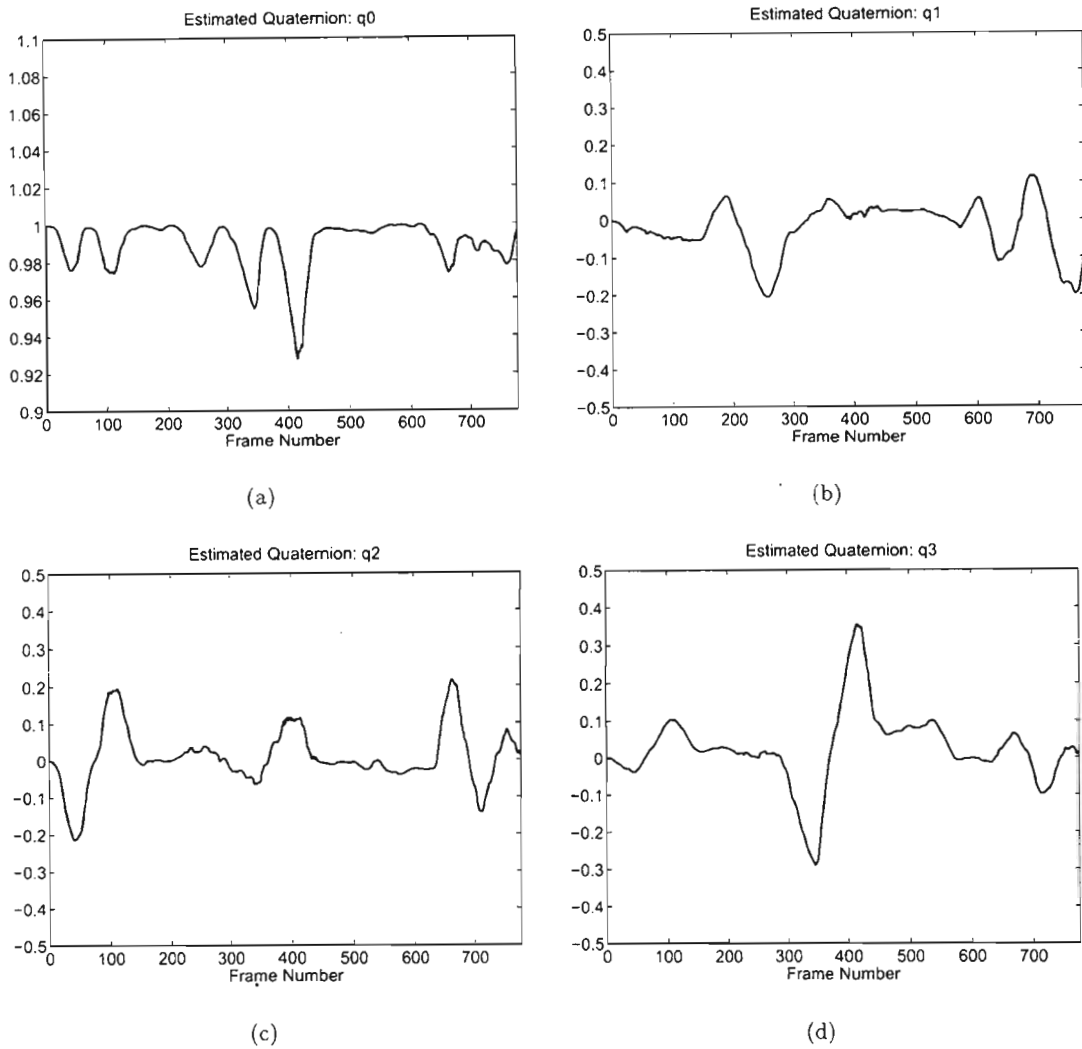 Estimated Quaternion: q0
1.1
1.08
1.06
1.04
1.02
1
0.98
0.96
0.94
0.92
0.9
0 100 200 300 400 500 600 700
Frame Number
(a)
Estimated Quaternion: q1
0.5
0.4
0.3
0.2
0.1
0
−0.1
−0.2
−0.3
−0.4
−0.5
0 100 200 300 400 500 600 700
Frame Number
(b)
Estimated Quaternion: q2
0.5
0.4
0.3
0.2
0.1
0
−0.1
−0.2
−0.3
−0.4
−0.5
0 100 200 300 400 500 600 700
Frame Number
(c)
Estimated Quaternion: q3
0.5
0.4
0.3
0.2
0.1
0
−0.1
−0.2
−0.3
−0.4
−0.5
0 100 200 300 400 500 600 700
Frame Number
(d)